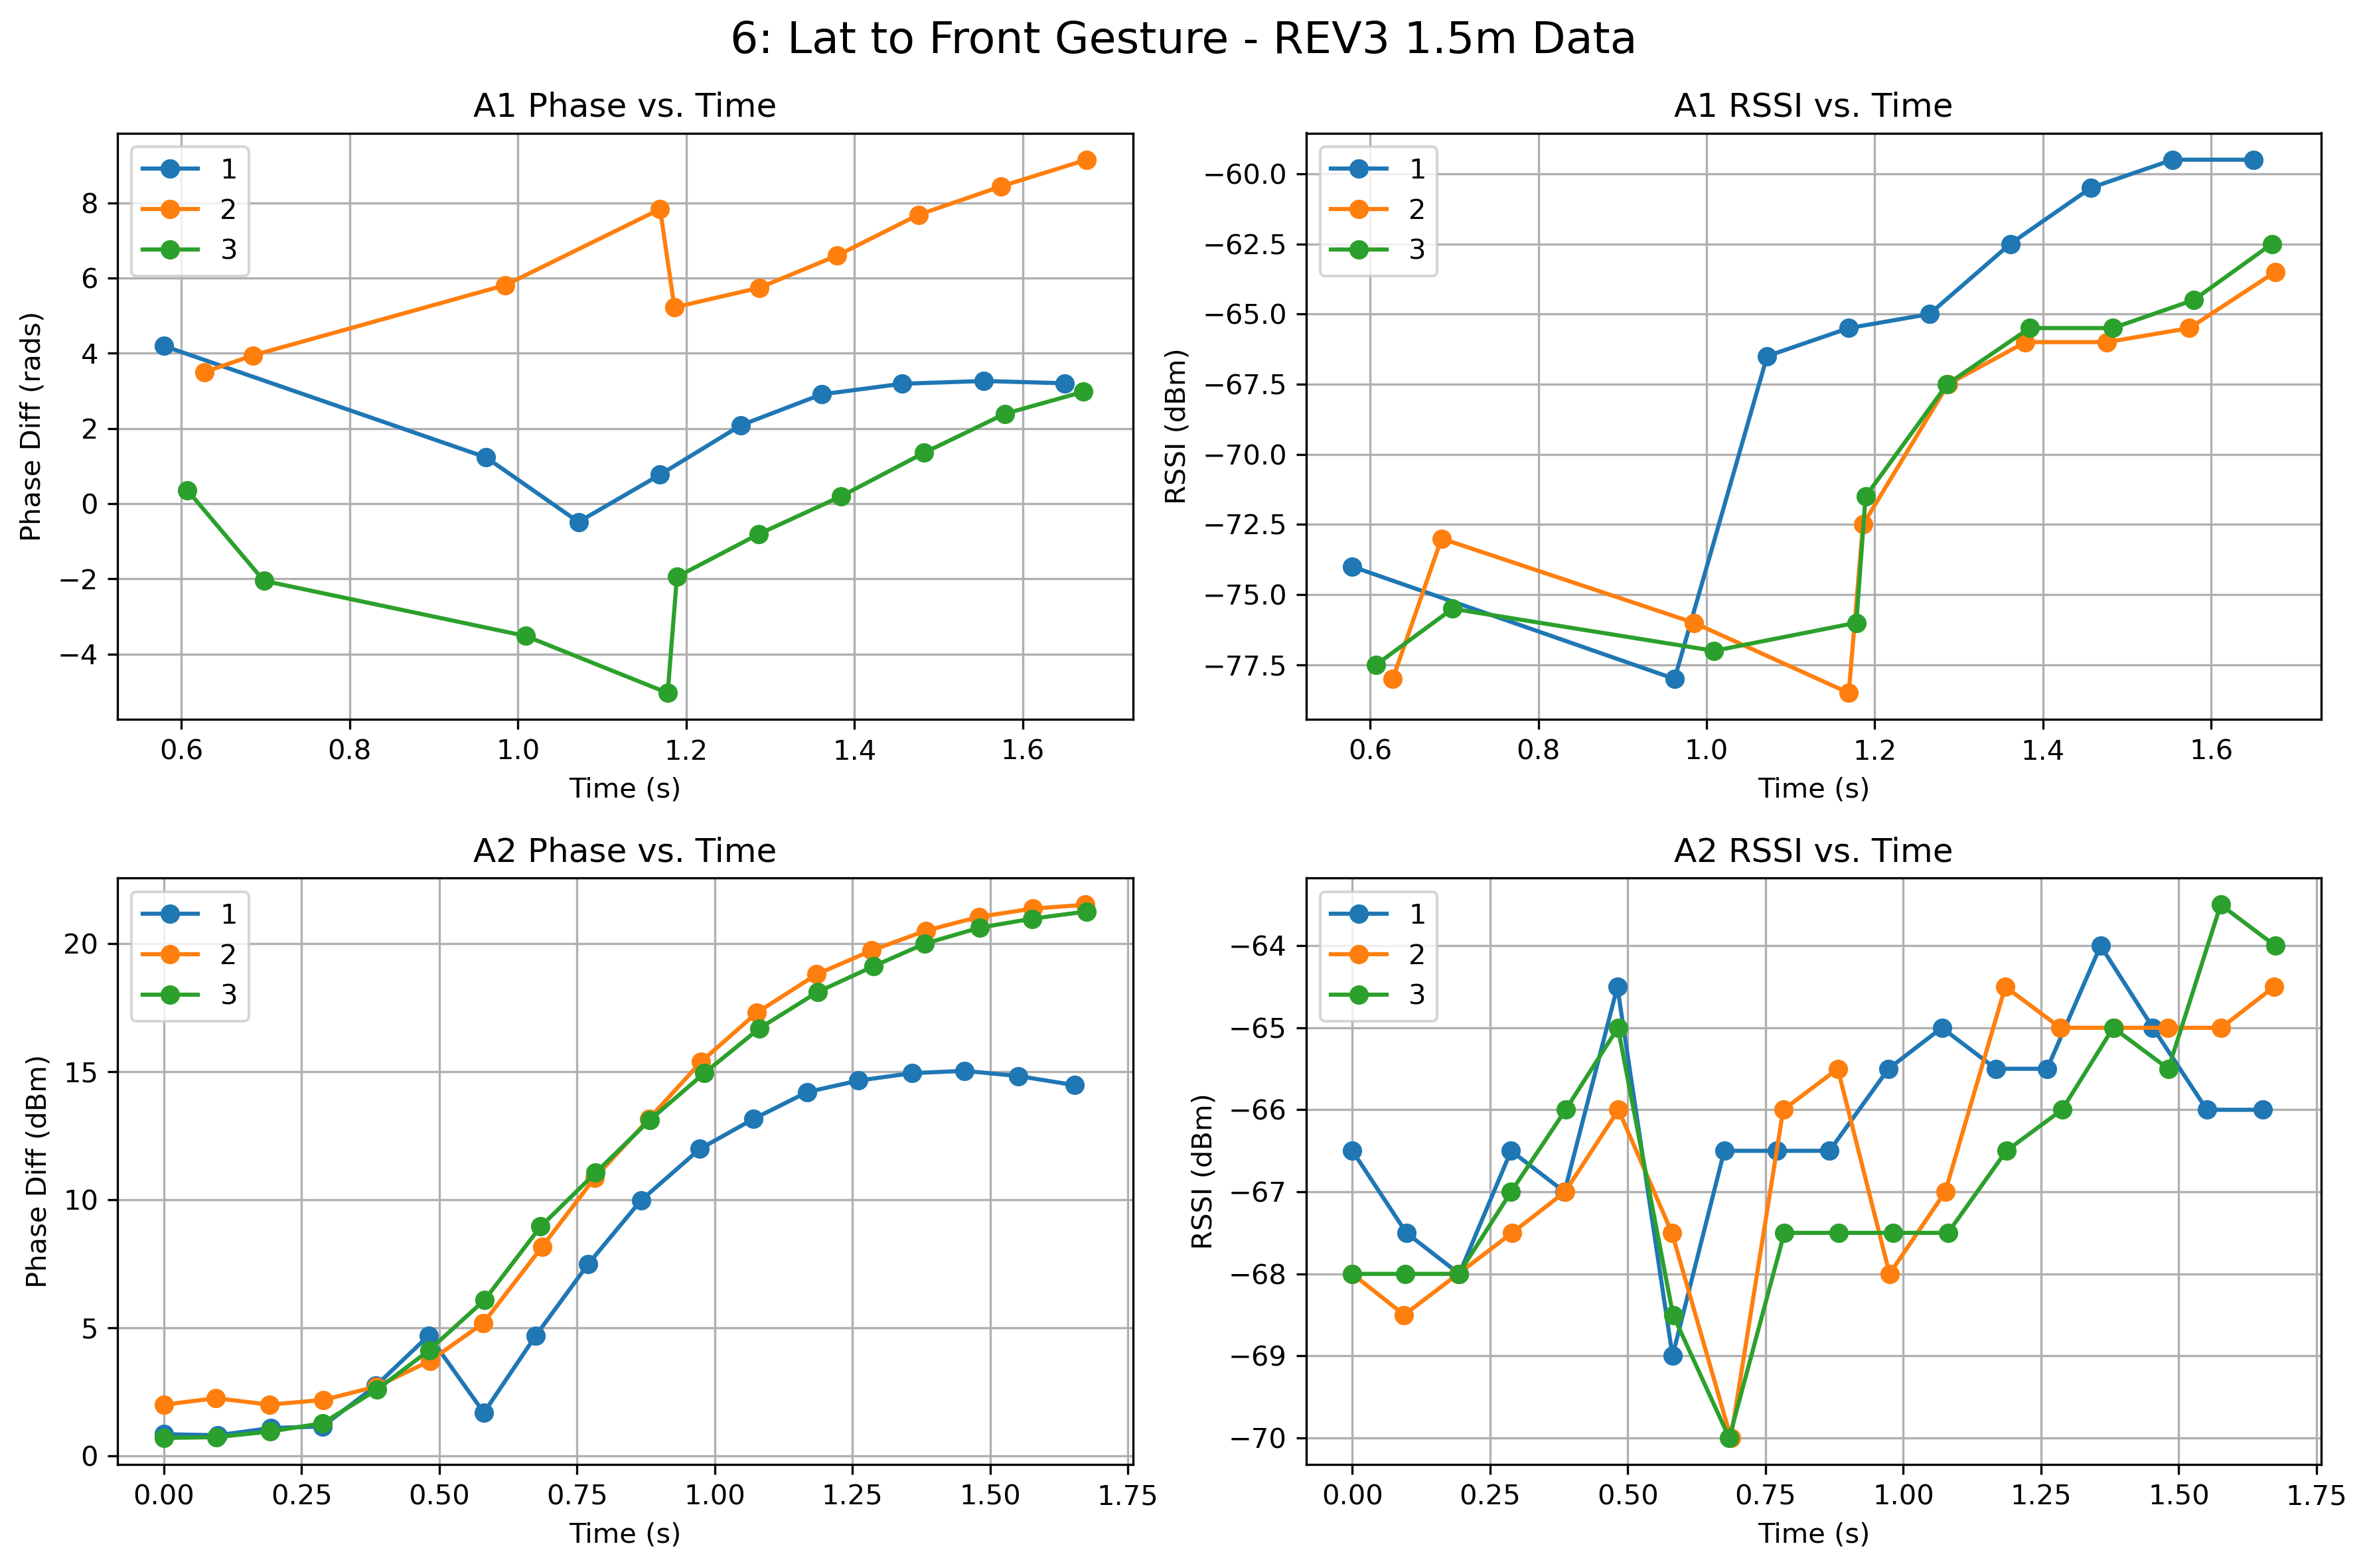 6: Lat to Front Gesture - REV3 1.5m Data
A1 Phase vs. Time
1
2
3
8
6
4
2
0
−2
−4
Phase Diff (rads)
0.6 0.8 1.0 1.2 1.4 1.6
Time (s)
A1 RSSI vs. Time
1
2
3
−60.0
−62.5
−65.0
−67.5
−70.0
−72.5
−75.0
−77.5
RSSI (dBm)
0.6 0.8 1.0 1.2 1.4 1.6
Time (s)
A2 Phase vs. Time
1
2
3
20
15
10
5
0
Phase Diff (dBm)
0.00 0.25 0.50 0.75 1.00 1.25 1.50 1.75
Time (s)
A2 RSSI vs. Time
1
2
3
−64
−65
−66
−67
−68
−69
−70
RSSI (dBm)
0.00 0.25 0.50 0.75 1.00 1.25 1.50 1.75
Time (s)